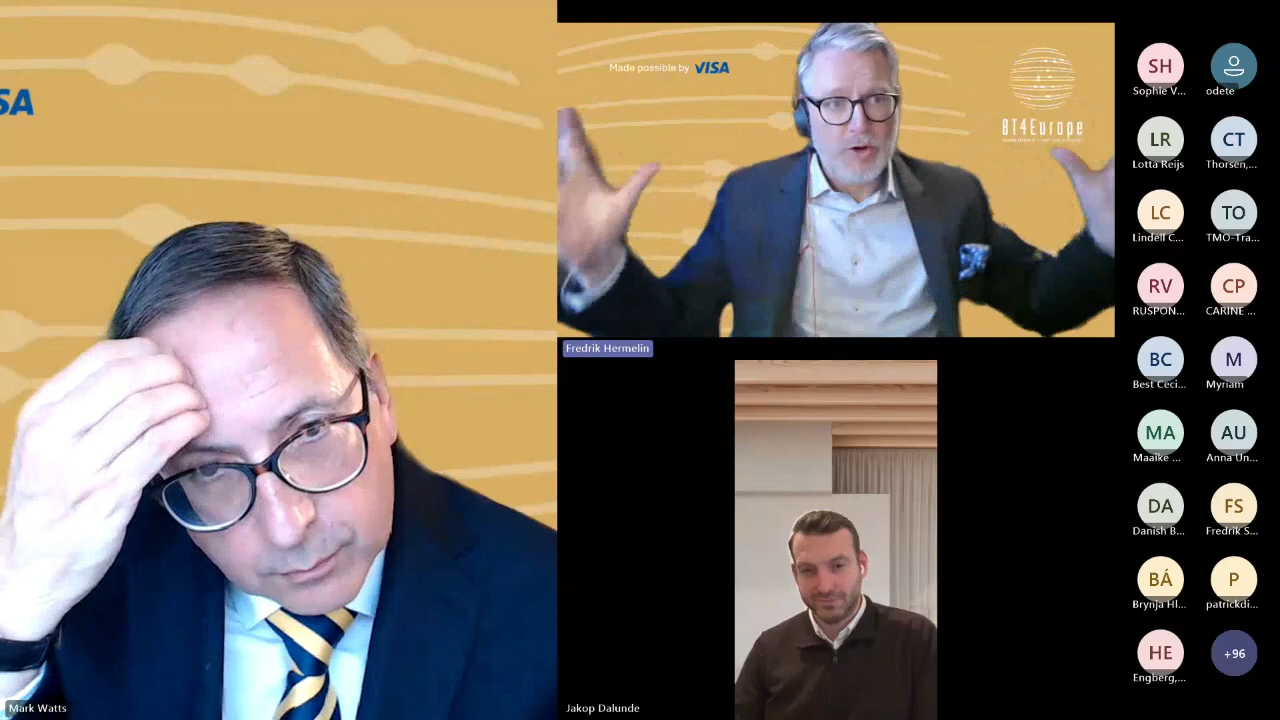 SA
Made possible by VISA
BT4Europe
Fredrik Hermelin
Mark Watts
Jakop Dalunde
SH
Sophie V...
odete
LR
Lotta Reijs
CT
Thorsen,...
LC
Lindell C...
TO
TMO-Tra...
RV
RUSPON...
CP
CARINE ...
BC
Best Ceci...
M
Myriam
MA
Maaike ...
AU
Anna Un...
DA
Danish B...
FS
Fredrik S...
BÁ
Brynja Hl...
P
patrickdi...
HE
Engberg,...
+96